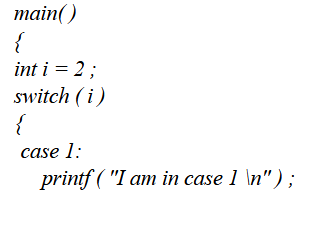 main( )
{
int i = 2 ;
switch ( i )
{
case 1:
printf ( "I am in case 1 \n" ) ;